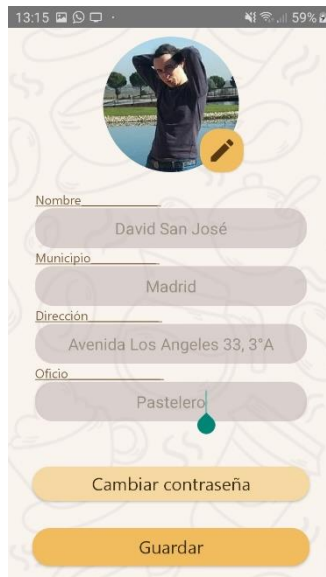 13:15 59%
Nombre
David San José
Municipio
Madrid
Dirección
Avenida Los Angeles 33, 3°A
Oficio
Pastelero
Cambiar contraseña
Guardar